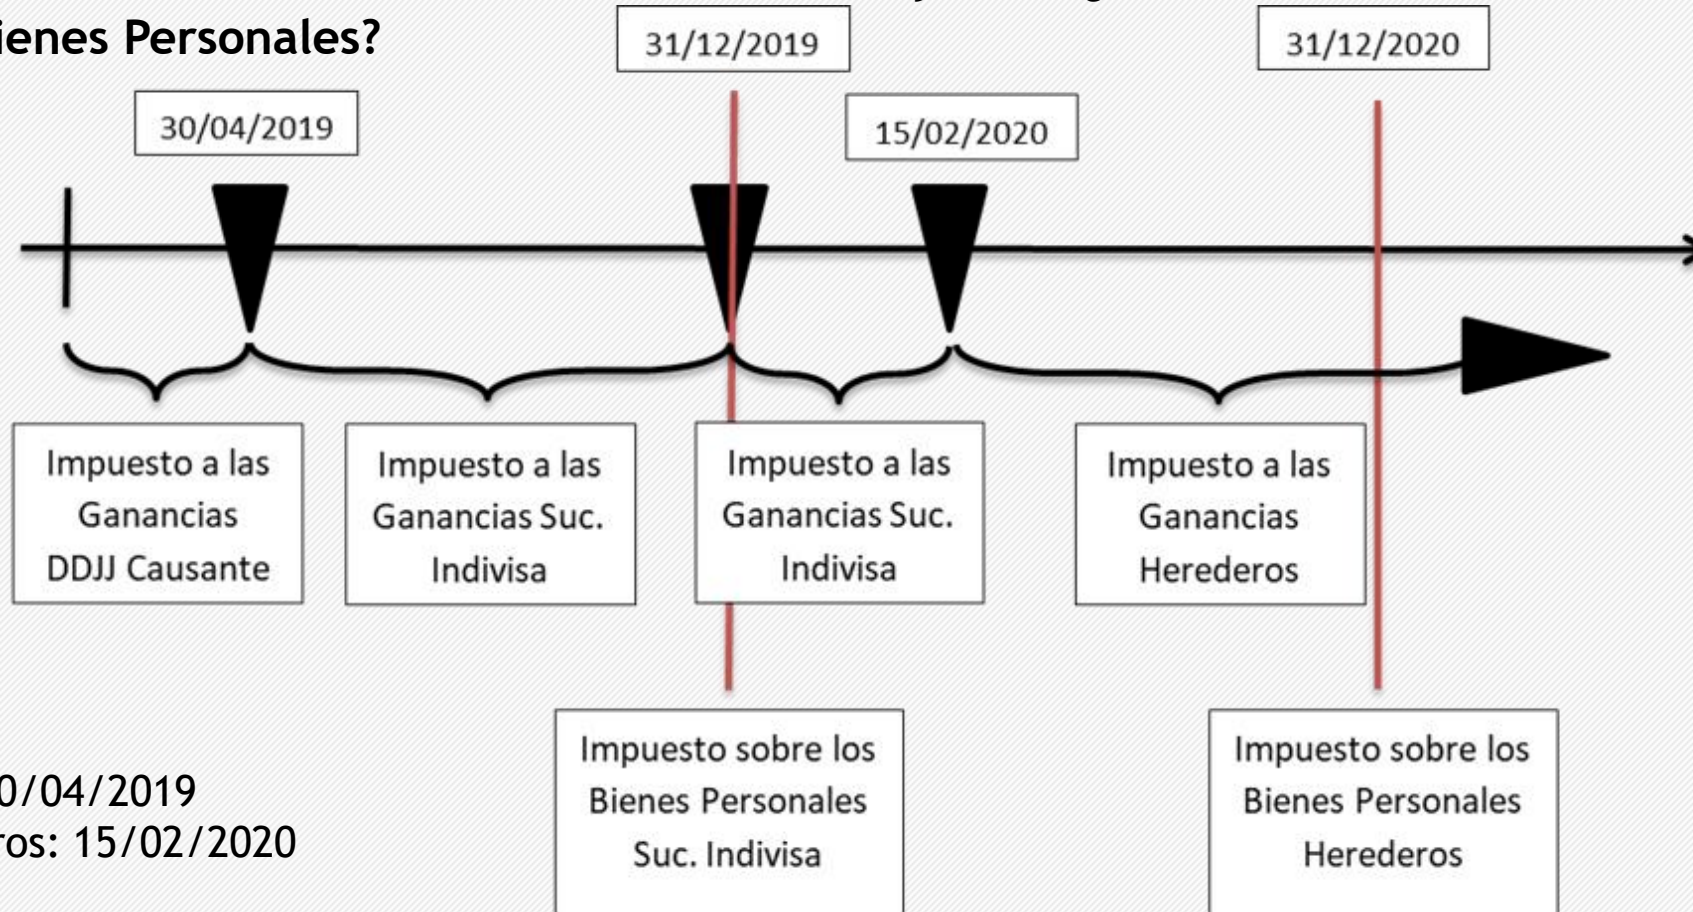 ienes Personales?
31/12/2019
31/12/2020
30/04/2019
15/02/2020
Impuesto a las
Ganancias
DDJJ Causante
Impuesto a las
Ganancias Suc.
Indivisa
Impuesto a las
Ganancias Suc.
Indivisa
Impuesto a las
Ganancias
Herederos
0/04/2019
ros: 15/02/2020
Impuesto sobre los
Bienes Personales
Suc. Indivisa
Impuesto sobre los
Bienes Personales
Herederos